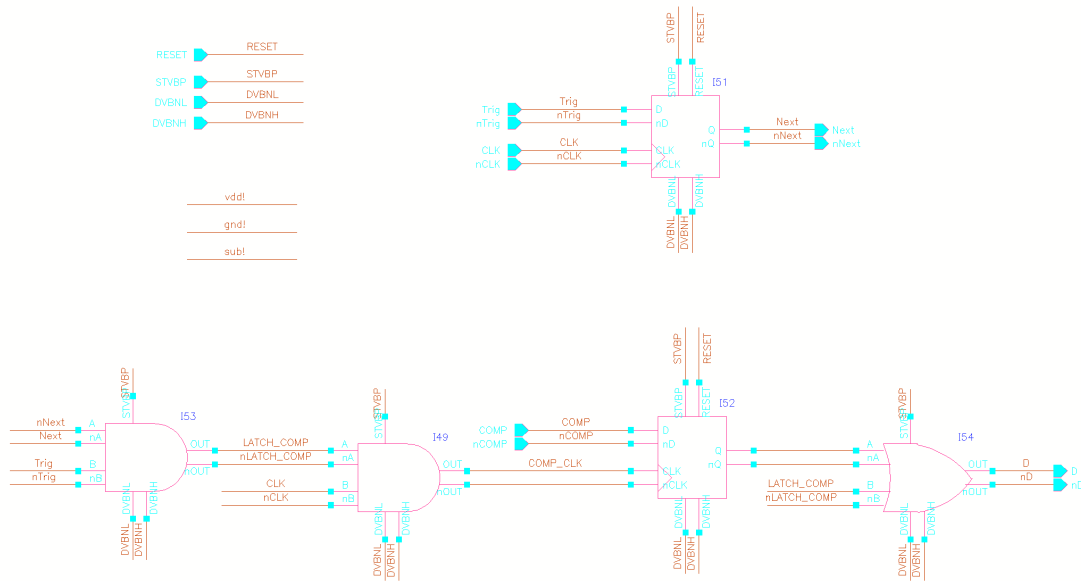 RESET RESET
STVBP STVBP
DVBNL DVBNL
DVBNH DVBNH
vdd!
gnd!
sub!
STVBP RESET
STVBP RESET
I51
Trig Trig D
nTrig nTrig nD
CLK CLK CLK
nCLK nCLK nCLK
Q Next Next
nQ nNext nNext
DVBNL DVBNH
DVBNL DVBNH
STVBP
STVBP
I53
nNext A
Next nA
Trig B
nTrig nB
OUT LATCH_COMP
nOUT nLATCH_COMP
DVBNL DVBNH
DVBNL DVBNH
STVBP
STVBP
I49
A
nA
CLK B
nCLK nB
OUT COMP_CLK
nOUT
DVBNL DVBNH
DVBNL DVBNH
STVBP RESET
STVBP RESET
I52
COMP COMP D
nCOMP nCOMP nD
CLK
nCLK
Q
nQ
DVBNL DVBNH
DVBNL DVBNH
STVBP
STVBP
I54
A
nA
LATCH_COMP B
nLATCH_COMP nB
OUT D D
nOUT nD nD
DVBNL DVBNH
DVBNL DVBNH